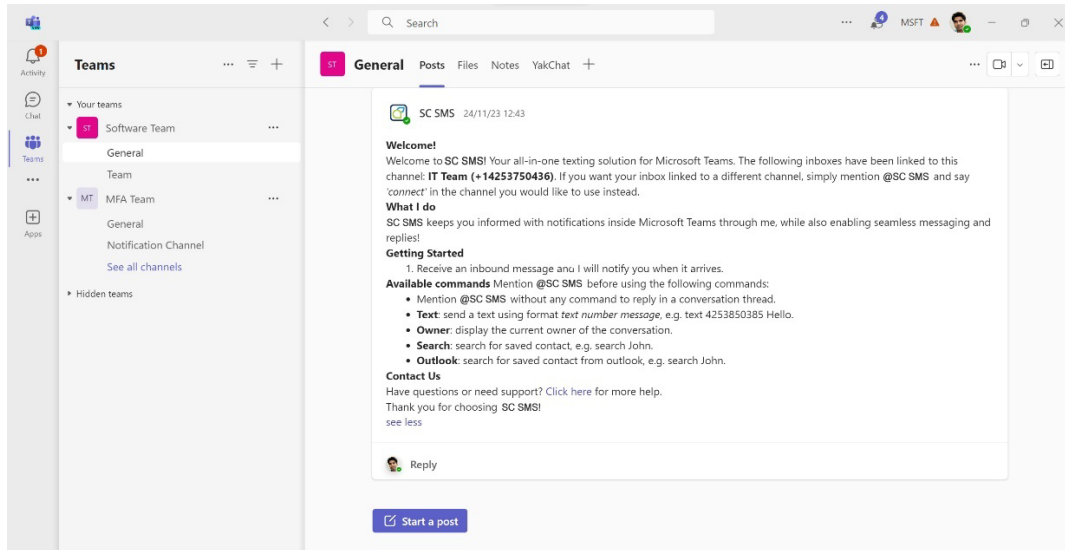 Search
4
MSFT
1
Activity
Chat
Teams
Apps
Teams
Your teams
ST Software Team
General
Team
MT MFA Team
General
Notification Channel
See all channels
Hidden teams
ST General Posts Files Notes YakChat
SC SMS 24/11/23 12:43
Welcome!
Welcome to SC SMS! Your all-in-one texting solution for Microsoft Teams. The following inboxes have been linked to this
channel: IT Team (+14253750436). If you want your inbox linked to a different channel, simply mention @SC SMS and say
'connect' in the channel you would like to use instead.
What I do
SC SMS keeps you informed with notifications inside Microsoft Teams through me, while also enabling seamless messaging and
replies!
Getting Started
1. Receive an inbound message and I will notify you when it arrives.
Available commands Mention @SC SMS before using the following commands:
• Mention @SC SMS without any command to reply in a conversation thread.
• Text: send a text using format text number message, e.g. text 4253850385 Hello.
• Owner: display the current owner of the conversation.
• Search: search for saved contact, e.g. search John.
• Outlook: search for saved contact from outlook, e.g. search John.
Contact Us
Have questions or need support? Click here for more help.
Thank you for choosing SC SMS!
see less
Reply
Start a post